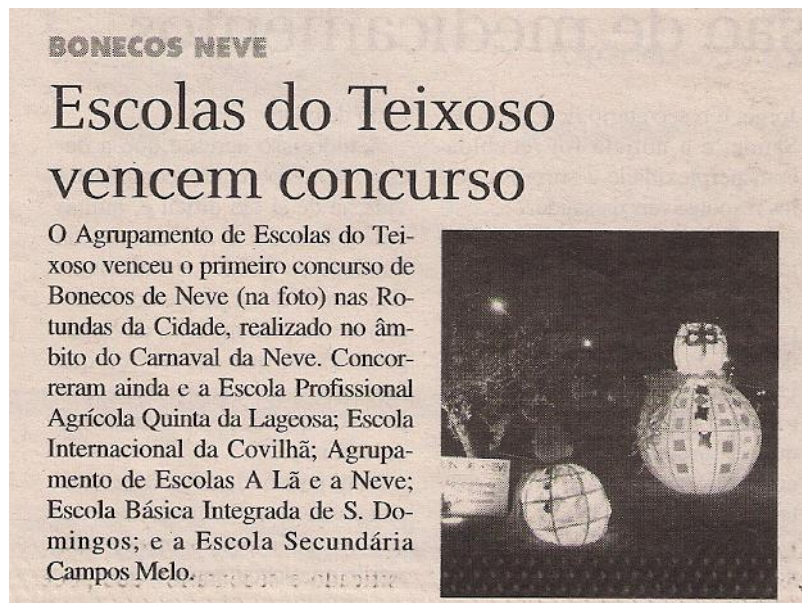 BONECOS NEVE
Escolas do Teixoso
vencem concurso
O Agrupamento de Escolas do Tei-
xoso venceu o primeiro concurso de
Bonecos de Neve (na foto) nas Ro-
tundas da Cidade, realizado no âm-
bito do Carnaval da Neve. Concor-
reram ainda e a Escola Profissional
Agrícola Quinta da Lageosa; Escola
Internacional da Covilhã; Agrupa-
mento de Escolas A Lã e a Neve;
Escola Básica Integrada de S. Do-
mingos; e a Escola Secundária
Campos Melo.